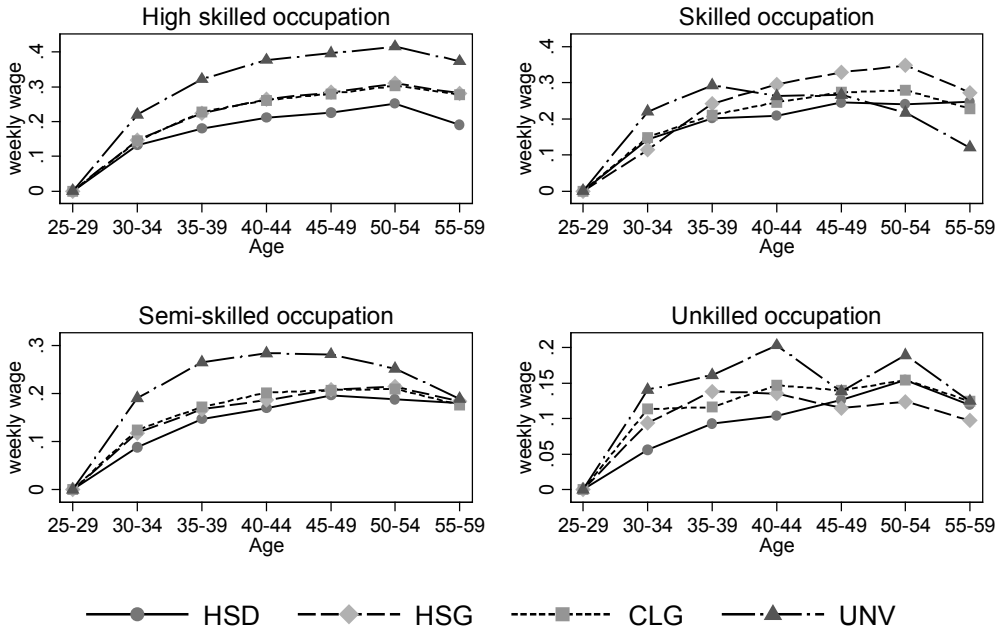 High skilled occupation
weekly wage
.4
.3
.2
.1
0
25-29 30-34 35-39 40-44 45-49 50-54 55-59
Age
Skilled occupation
weekly wage
.4
.3
.2
.1
0
25-29 30-34 35-39 40-44 45-49 50-54 55-59
Age
Semi-skilled occupation
weekly wage
.3
.2
.1
0
25-29 30-34 35-39 40-44 45-49 50-54 55-59
Age
Unkilled occupation
weekly wage
.2
.15
.1
.05
0
25-29 30-34 35-39 40-44 45-49 50-54 55-59
Age
HSD HSG CLG UNV